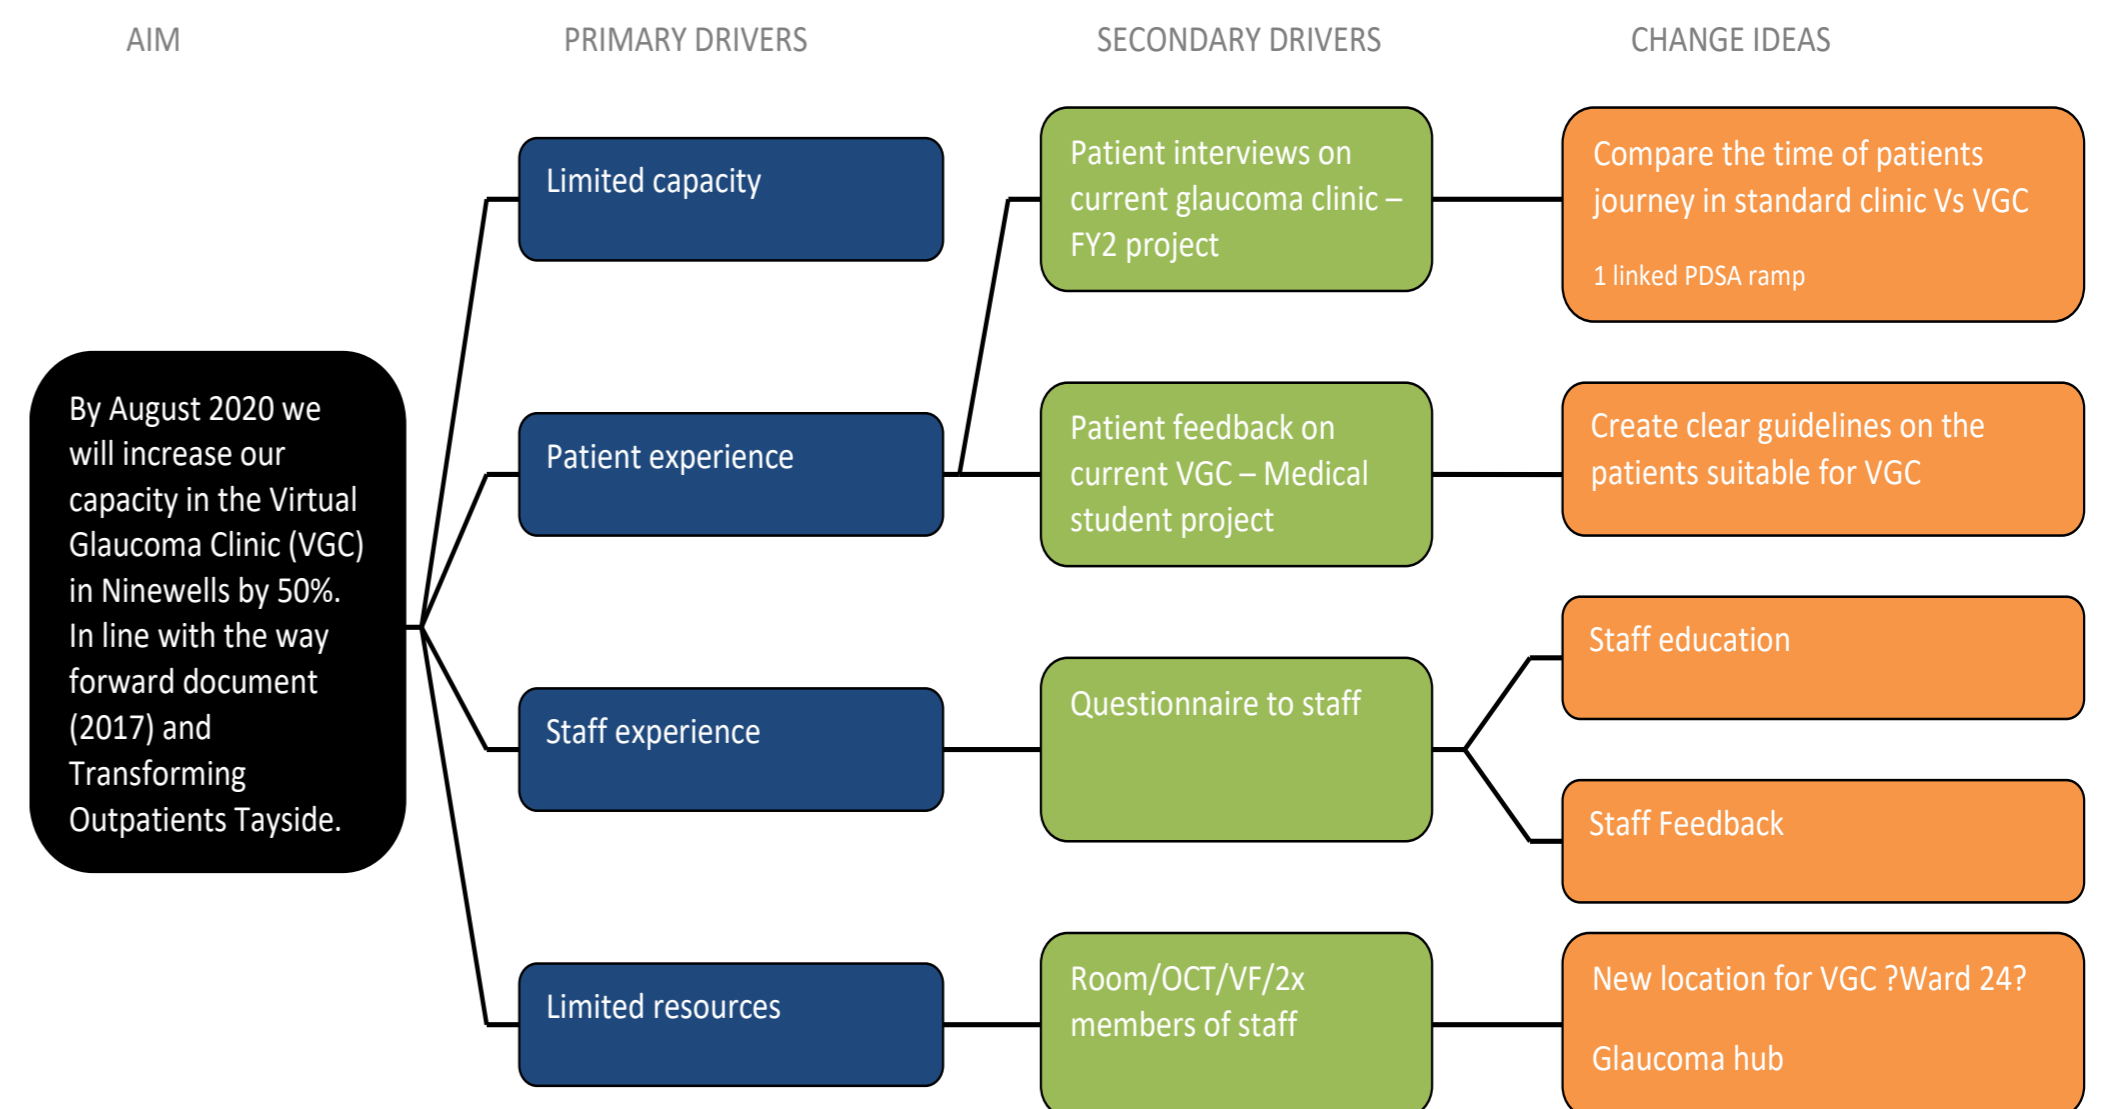 AIM
PRIMARY DRIVERS
SECONDARY DRIVERS
CHANGE IDEAS
By August 2020 we
will increase our
capacity in the Virtual
Glaucoma Clinic (VGC)
in Ninewells by 50%.
In line with the way
forward document
(2017) and
Transforming
Outpatients Tayside.
Limited capacity
Patient experience
Staff experience
Limited resources
Patient interviews on
current glaucoma clinic –
FY2 project
Patient feedback on
current VGC – Medical
student project
Questionnaire to staff
Room/OCT/VF/2x
members of staff
Compare the time of patients
journey in standard clinic Vs VGC
1 linked PDSA ramp
Create clear guidelines on the
patients suitable for VGC
Staff education
Staff Feedback
New location for VGC ?Ward 24?
Glaucoma hub